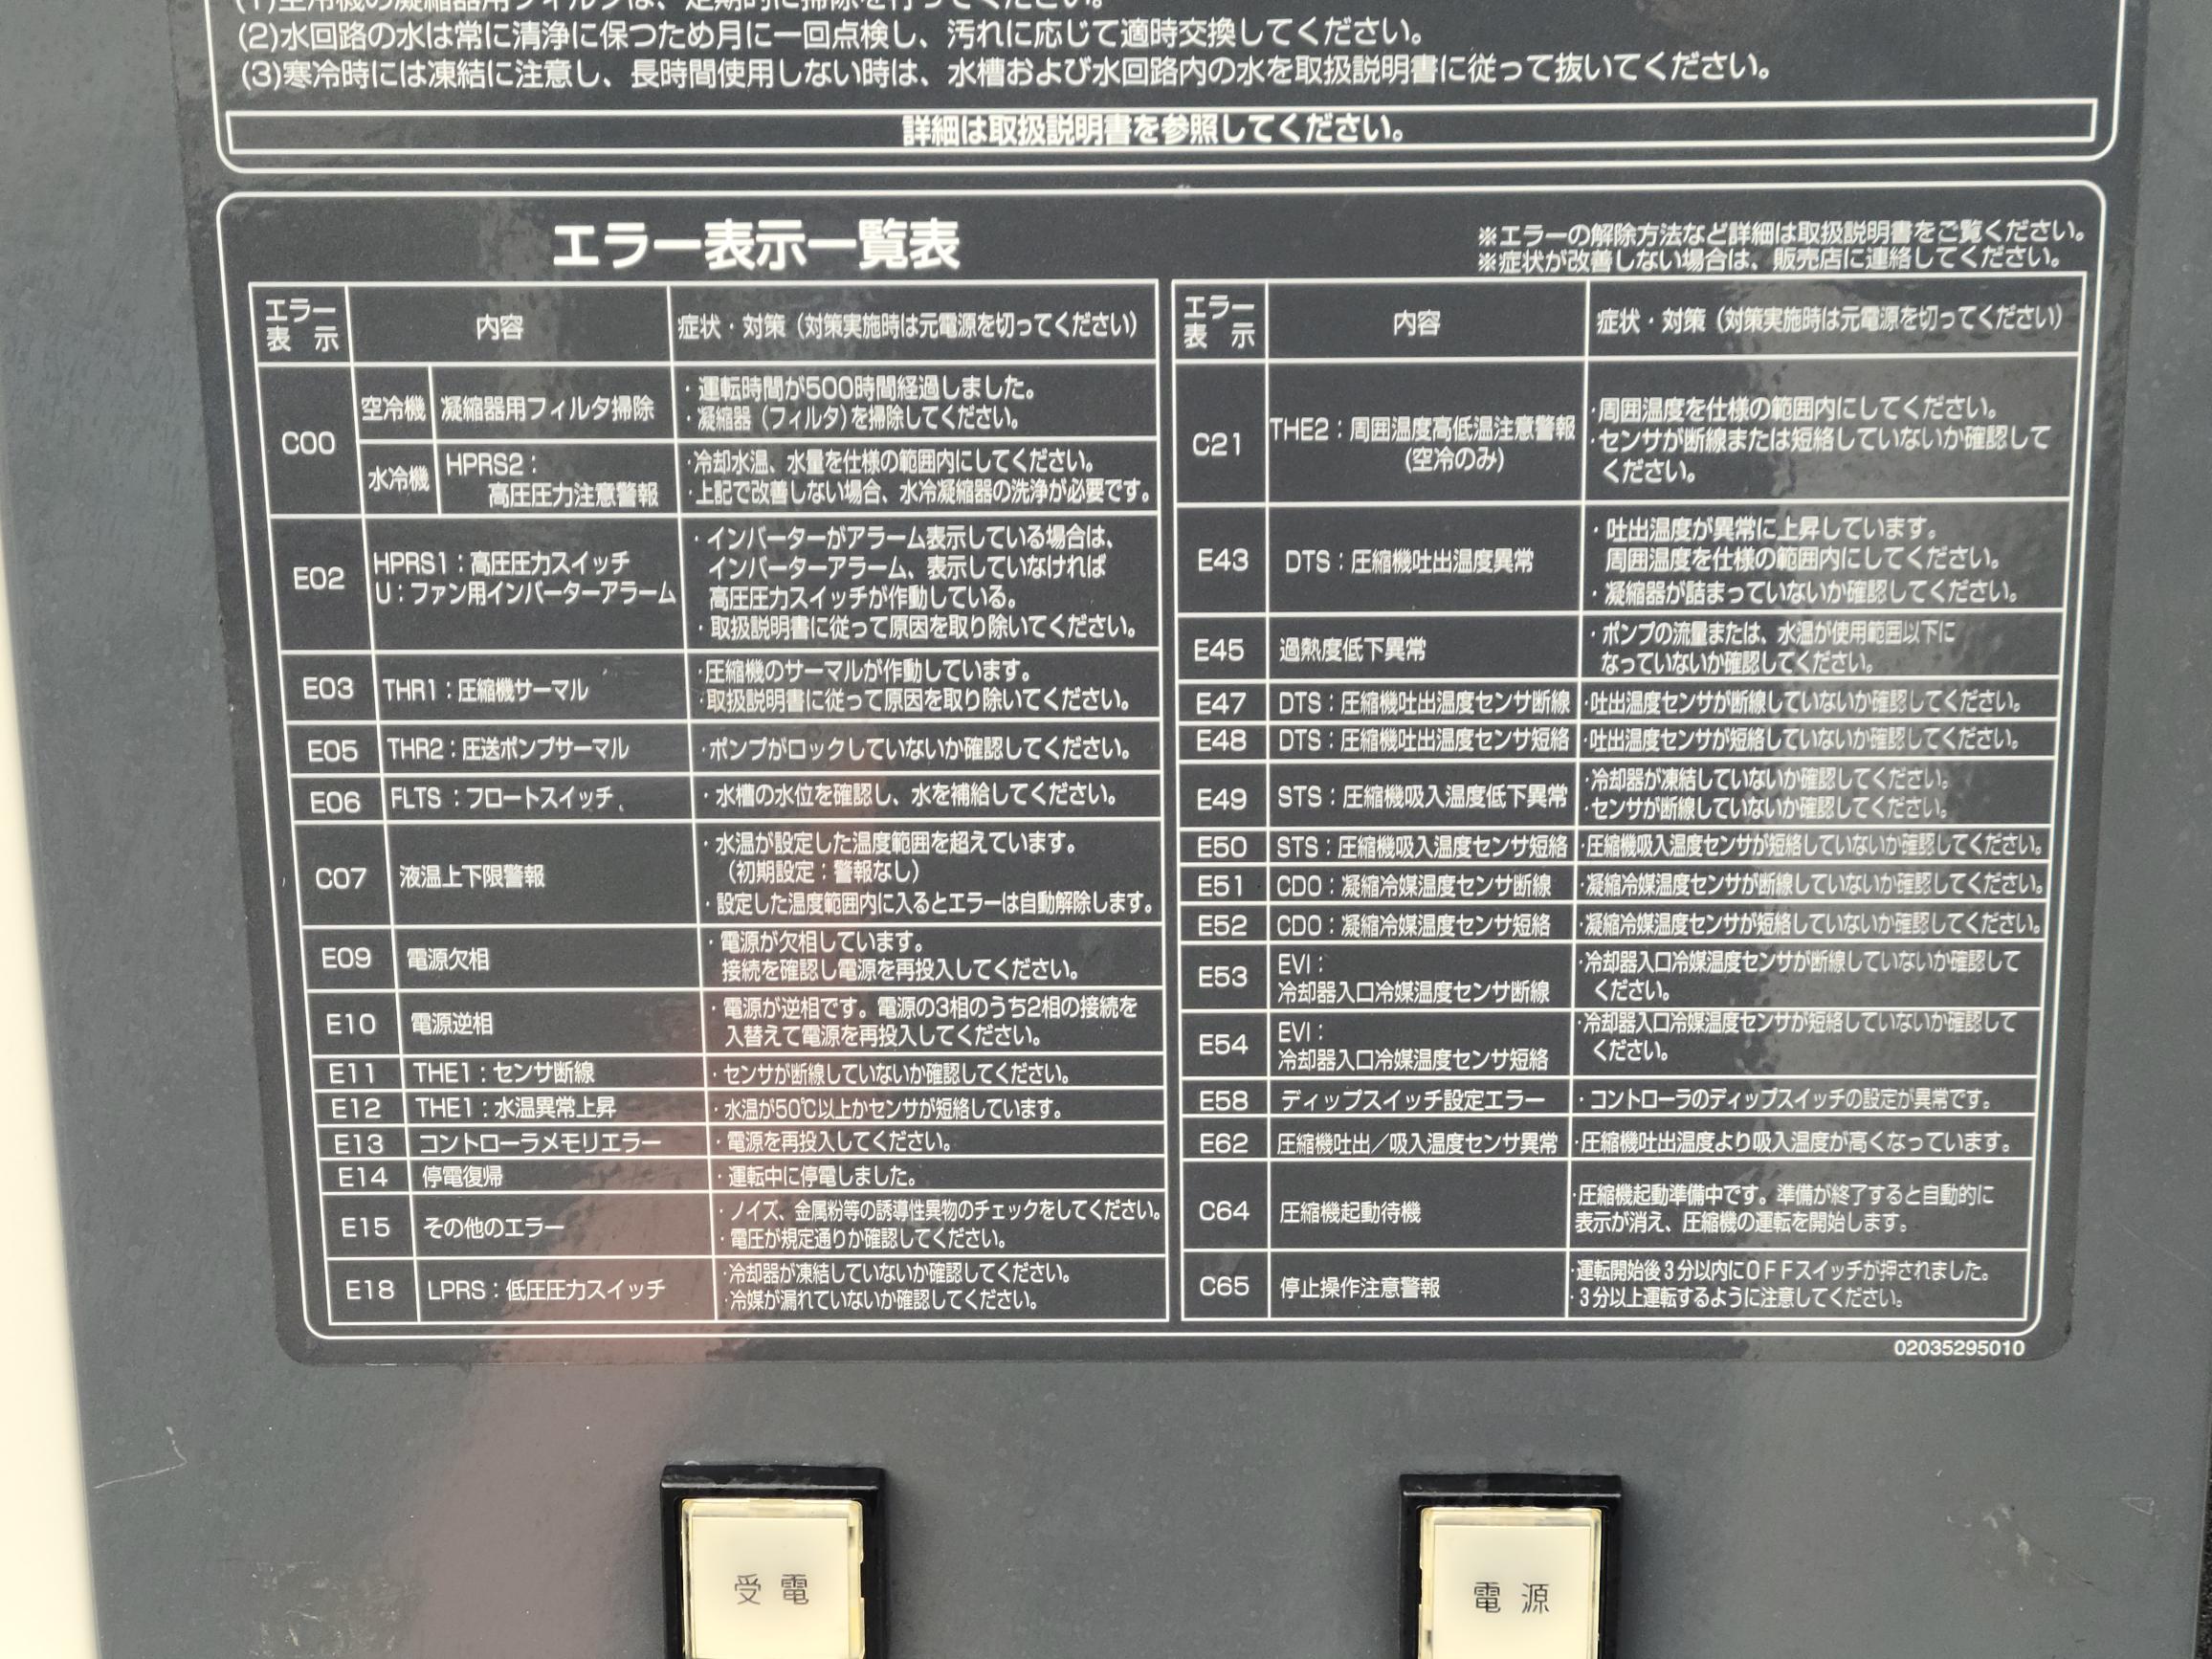 (1)空冷機の凝縮器用フィルタは、定期的に掃除を行ってください。
(2)水回路の水は常に清浄に保つため月に一回点検し、汚れに応じて適時交換してください。
(3)寒冷時には凍結に注意し、長時間使用しない時は、水槽および水回路内の水を取扱説明書に従って抜いてください。
詳細は取扱説明書を参照してください。
エラー表示一覧表
※エラーの解除方法など詳細は取扱説明書をご覧ください。
※症状が改善しない場合は、販売店に連絡してください。
エラー
表 示
内容
症状・対策（対策実施時は元電源を切ってください）
C00
空冷機
凝縮器用フィルタ掃除
・運転時間が500時間経過しました。
・凝縮器（フィルタ）を掃除してください。
水冷機
HPRS2：
高圧圧力注意警報
・冷却水温、水量を仕様の範囲内にしてください。
・上記で改善しない場合、水冷凝縮器の洗浄が必要です。
E02
HPRS1：高圧圧力スイッチ
U：ファン用インバーターアラーム
・インバーターがアラーム表示している場合は、
インバーターアラーム、表示していなければ
高圧圧力スイッチが作動している。
・取扱説明書に従って原因を取り除いてください。
E03
THR1：圧縮機サーマル
・圧縮機のサーマルが作動しています。
・取扱説明書に従って原因を取り除いてください。
E05
THR2：圧送ポンプサーマル
・ポンプがロックしていないか確認してください。
E06
FLTS：フロートスイッチ
・水槽の水位を確認し、水を補給してください。
C07
液温上下限警報
・水温が設定した温度範囲を超えています。
（初期設定：警報なし）
・設定した温度範囲内に入るとエラーは自動解除します。
E09
電源欠相
・電源が欠相しています。
接続を確認し電源を再投入してください。
E10
電源逆相
・電源が逆相です。電源の3相のうち2相の接続を
入替えて電源を再投入してください。
E11
THE1：センサ断線
・センサが断線していないか確認してください。
E12
THE1：水温異常上昇
・水温が50℃以上かセンサが短絡しています。
E13
コントローラメモリエラー
・電源を再投入してください。
E14
停電復帰
・運転中に停電しました。
E15
その他のエラー
・ノイズ、金属粉等の誘導性異物のチェックをしてください。
・電圧が規定通りか確認してください。
E18
LPRS：低圧圧力スイッチ
・冷却器が凍結していないか確認してください。
・冷媒が漏れていないか確認してください。
エラー
表 示
内容
症状・対策（対策実施時は元電源を切ってください）
C21
THE2：周囲温度高低温注意警報
(空冷のみ)
・周囲温度を仕様の範囲内にしてください。
・センサが断線または短絡していないか確認して
ください。
E43
DTS：圧縮機吐出温度異常
・吐出温度が異常に上昇しています。
周囲温度を仕様の範囲内にしてください。
・凝縮器が詰まっていないか確認してください。
E45
過熱度低下異常
・ポンプの流量または、水温が使用範囲以下に
なっていないか確認してください。
E47
DTS：圧縮機吐出温度センサ断線
・吐出温度センサが断線していないか確認してください。
E48
DTS：圧縮機吐出温度センサ短絡
・吐出温度センサが短絡していないか確認してください。
E49
STS：圧縮機吸入温度低下異常
・冷却器が凍結していないか確認してください。
・センサが断線していないか確認してください。
E50
STS：圧縮機吸入温度センサ短絡
・圧縮機吸入温度センサが短絡していないか確認してください。
E51
CDO：凝縮冷媒温度センサ断線
・凝縮冷媒温度センサが断線していないか確認してください。
E52
CDO：凝縮冷媒温度センサ短絡
・凝縮冷媒温度センサが短絡していないか確認してください。
E53
EVI：
冷却器入口冷媒温度センサ断線
・冷却器入口冷媒温度センサが断線していないか確認して
ください。
E54
EVI：
冷却器入口冷媒温度センサ短絡
・冷却器入口冷媒温度センサが短絡していないか確認して
ください。
E58
ディップスイッチ設定エラー
・コントローラのディップスイッチの設定が異常です。
E62
圧縮機吐出／吸入温度センサ異常
・圧縮機吐出温度より吸入温度が高くなっています。
C64
圧縮機起動待機
・圧縮機起動準備中です。準備が終了すると自動的に
表示が消え、圧縮機の運転を開始します。
C65
停止操作注意警報
・運転開始後3分以内にOFFスイッチが押されました。
・3分以上運転するように注意してください。
02035295010
受電
電源